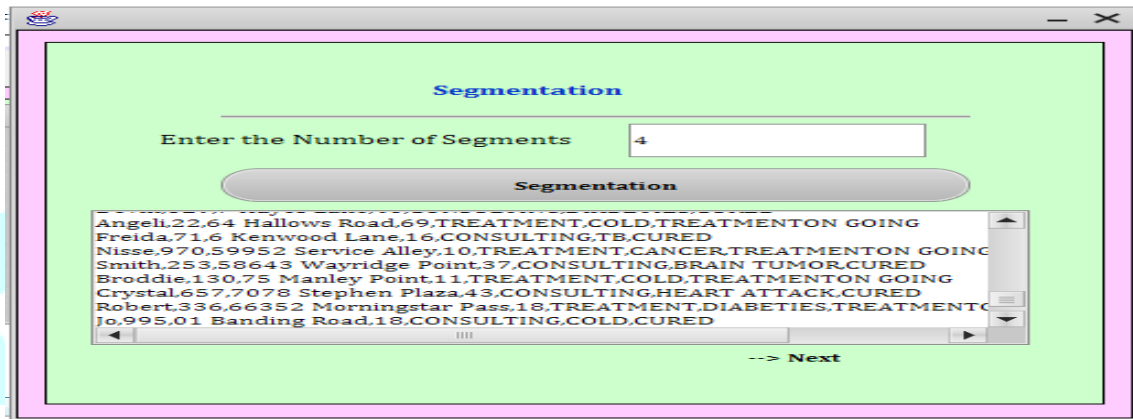 Segmentation
Enter the Number of Segments 4
Segmentation
Angeli,22,64 Hallows Road,69,TREATMENT,COLD,TREATMENTON GOING
Freida,71,6 Kenwood Lane,16,CONSULTING,TB,CURED
Nisse,970,59952 Service Alley,10,TREATMENT,CANCER,TREATMENTON GOING
Smith,253,58643 Wayridge Point,37,CONSULTING,BRAIN TUMOR,CURED
Broddie,130,75 Manley Point,11,TREATMENT,COLD,TREATMENTON GOING
Crystal,657,7078 Stephen Plaza,43,CONSULTING,HEART ATTACK,CURED
Robert,336,66352 Morningstar Pass,18,TREATMENT,DIABETIES,TREATMENTO
Jo,995,01 Banding Road,18,CONSULTING,COLD,CURED
--> Next